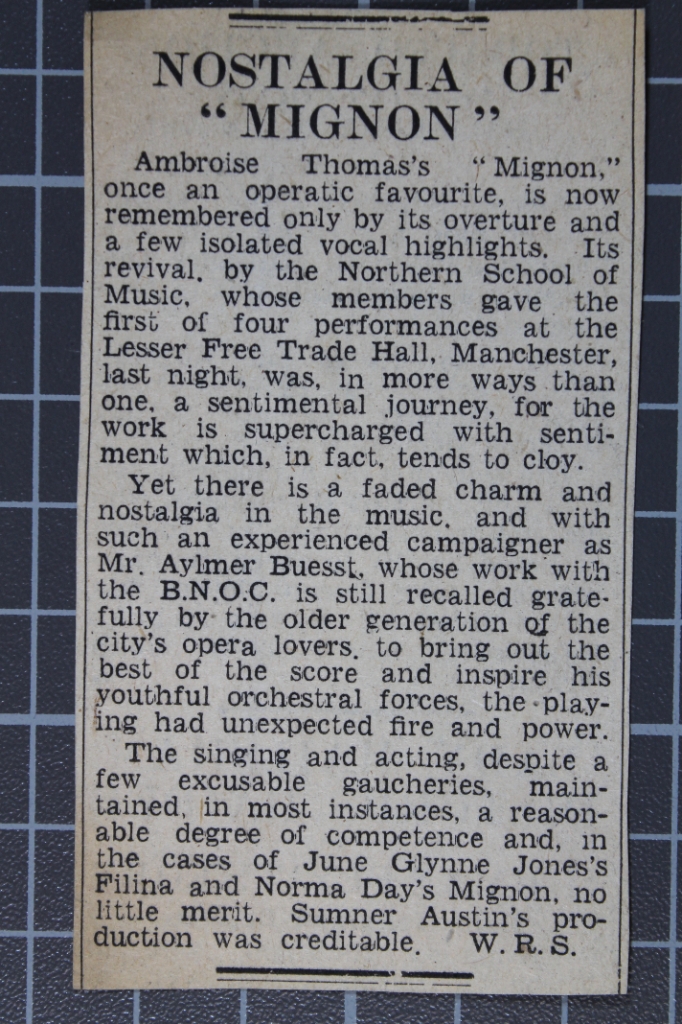 NOSTALGIA OF
“ MIGNON ”
Ambroise Thomas's “ Mignon,”
once an operatic favourite, is now
remembered only by its overture and
a few isolated vocal highlights. Its
revival. by the Northern School of
Music, whose members gave the
first of four performances at the
Lesser Free Trade Hall, Manchester,
last night, was, in more ways than
one, a sentimental journey, for the
work is supercharged with senti-
ment which, in fact, tends to cloy.
Yet there is a faded charm and
nostalgia in the music, and with
such an experienced campaigner as
Mr. Aylmer Buesst, whose work with
the B.N.O.C. is still recalled grate-
fully by the older generation of the
city's opera lovers, to bring out the
best of the score and inspire his
youthful orchestral forces, the play-
ing had unexpected fire and power.
The singing and acting, despite a
few excusable gaucheries, main-
tained, in most instances, a reason-
able degree of competence and, in
the cases of June Glynne Jones's
Filina and Norma Day's Mignon, no
little merit. Sumner Austin's pro-
duction was creditable. W. R. S.